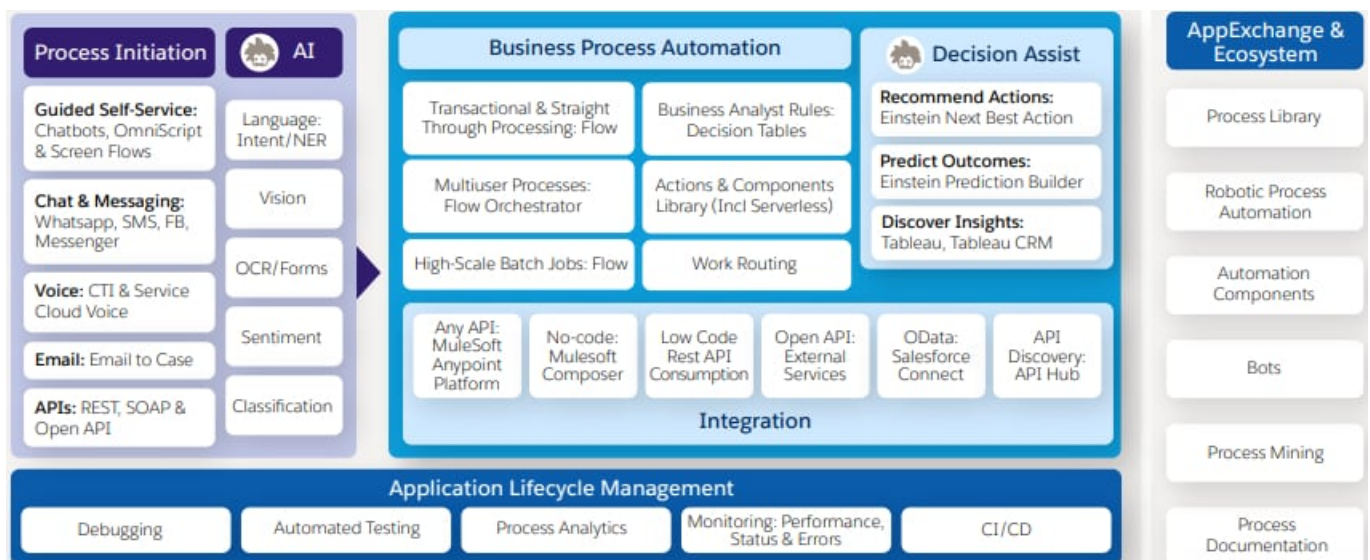 Process Initiation
Guided Self-Service:
Chatbots, OmniScript
& Screen Flows
Chat & Messaging:
Whatsapp, SMS, FB,
Messenger
Voice: CTI & Service
Cloud Voice
Email: Email to Case
APIs: REST, SOAP &
Open API
AI
Language:
Intent/NER
Vision
OCR/Forms
Sentiment
Classification
Business Process Automation
Transactional & Straight
Through Processing: Flow
Business Analyst Rules:
Decision Tables
Multiuser Processes:
Flow Orchestrator
Actions & Components
Library (Incl Serverless)
High-Scale Batch Jobs: Flow
Work Routing
Decision Assist
Recommend Actions:
Einstein Next Best Action
Predict Outcomes:
Einstein Prediction Builder
Discover Insights:
Tableau, Tableau CRM
Any API:
MuleSoft
Anypoint
Platform
No-code:
Mulesoft
Composer
Low Code
Rest API
Consumption
Open API:
External
Services
OData:
Salesforce
Connect
API
Discovery:
API Hub
Integration
Application Lifecycle Management
Debugging
Automated Testing
Process Analytics
Monitoring: Performance,
Status & Errors
CI/CD
AppExchange &
Ecosystem
Process Library
Robotic Process
Automation
Automation
Components
Bots
Process Mining
Process
Documentation